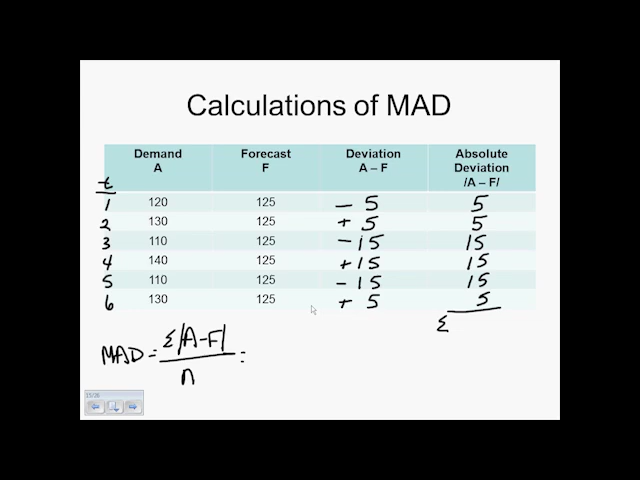 Calculations of MAD
Demand A Forecast F Deviation A – F Absolute Deviation /A – F/
t
1 120 125 – 5 5
2 130 125 + 5 5
3 110 125 – 15 15
4 140 125 + 15 15
5 110 125 – 15 15
6 130 125 + 5 5
Σ
MAD = Σ|A–F| / n =
15/26